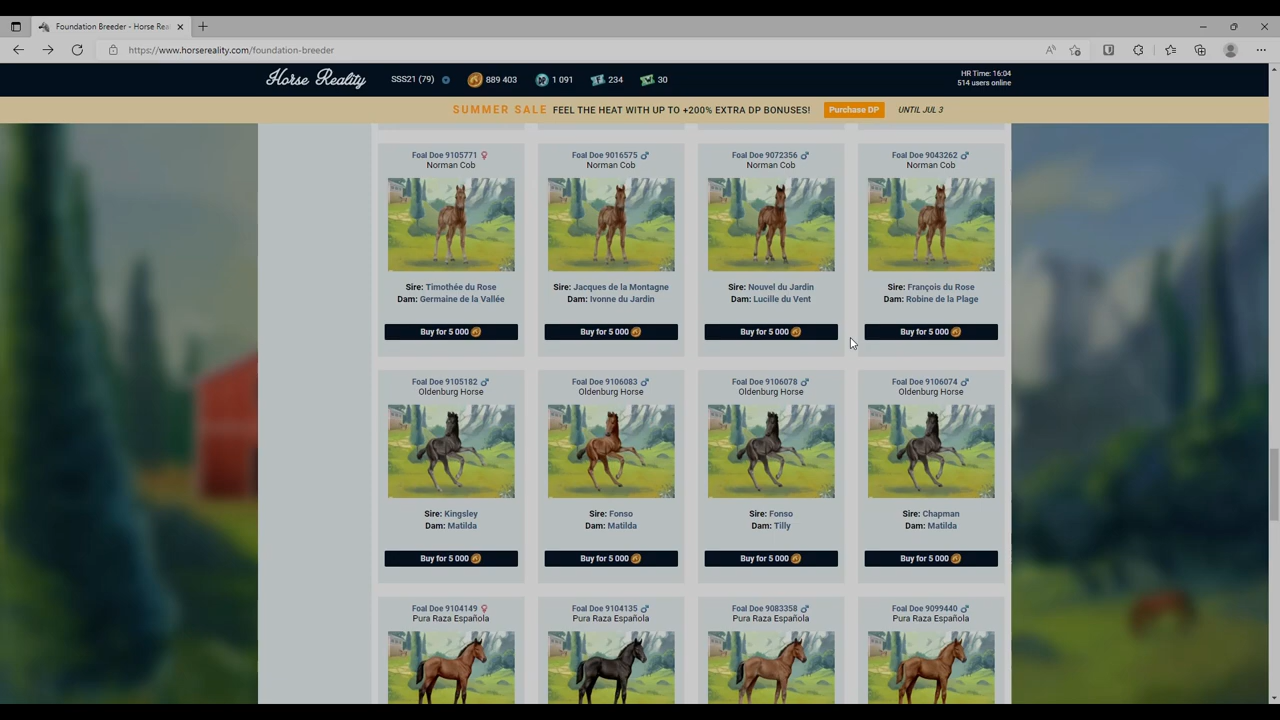 Foundation Breeder - Horse Rea
https://www.horsereality.com/foundation-breeder
Horse Reality
SSS21 (79)
889 403
1 091
234
30
HR Time: 16:04
514 users online
SUMMER SALE FEEL THE HEAT WITH UP TO +200% EXTRA DP BONUSES! Purchase DP UNTIL JUL 3
Foal Doe 9105771
Norman Cob
Sire: Timothée du Rose
Dam: Germaine de la Vallée
Buy for 5 000
Foal Doe 9016575
Norman Cob
Sire: Jacques de la Montagne
Dam: Ivonne du Jardin
Buy for 5 000
Foal Doe 9072356
Norman Cob
Sire: Nouvel du Jardin
Dam: Lucille du Vent
Buy for 5 000
Foal Doe 9043262
Norman Cob
Sire: François du Rose
Dam: Robine de la Plage
Buy for 5 000
Foal Doe 9105182
Oldenburg Horse
Sire: Kingsley
Dam: Matilda
Buy for 5 000
Foal Doe 9106083
Oldenburg Horse
Sire: Fonso
Dam: Matilda
Buy for 5 000
Foal Doe 9106078
Oldenburg Horse
Sire: Fonso
Dam: Tilly
Buy for 5 000
Foal Doe 9106074
Oldenburg Horse
Sire: Chapman
Dam: Matilda
Buy for 5 000
Foal Doe 9104149
Pura Raza Española
Foal Doe 9104135
Pura Raza Española
Foal Doe 9083358
Pura Raza Española
Foal Doe 9099440
Pura Raza Española